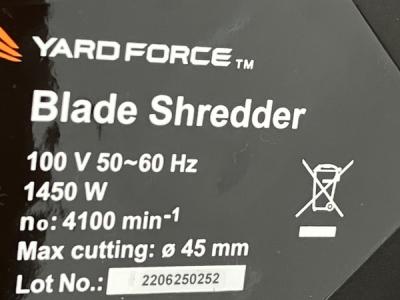 YARD FORCE™
Blade Shredder
100 V 50~60 Hz
1450 W
no: 4100 min-1
Max cutting: ø 45 mm
Lot No.: 2206250252